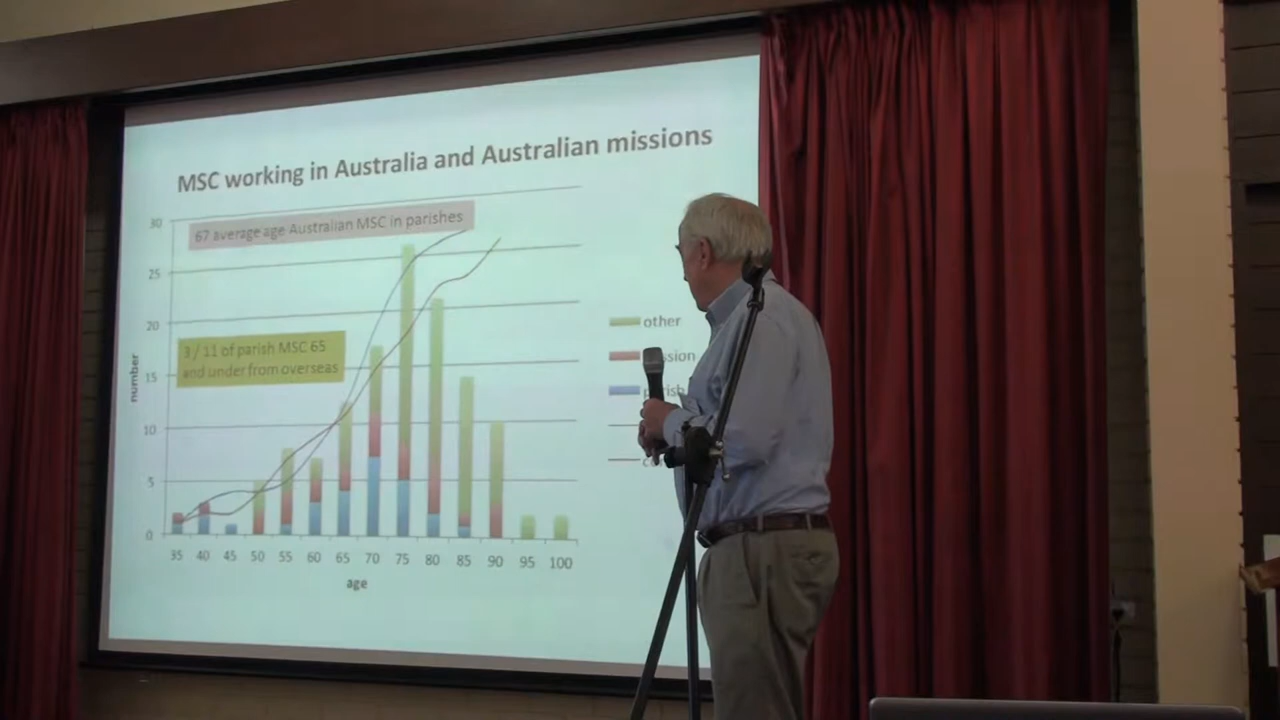 MSC working in Australia and Australian missions
30
67 average age Australian MSC in parishes
25
20
3 / 11 of parish MSC 65
and under from overseas
15
number
10
5
0
35 40 45 50 55 60 65 70 75 80 85 90 95 100
age
other